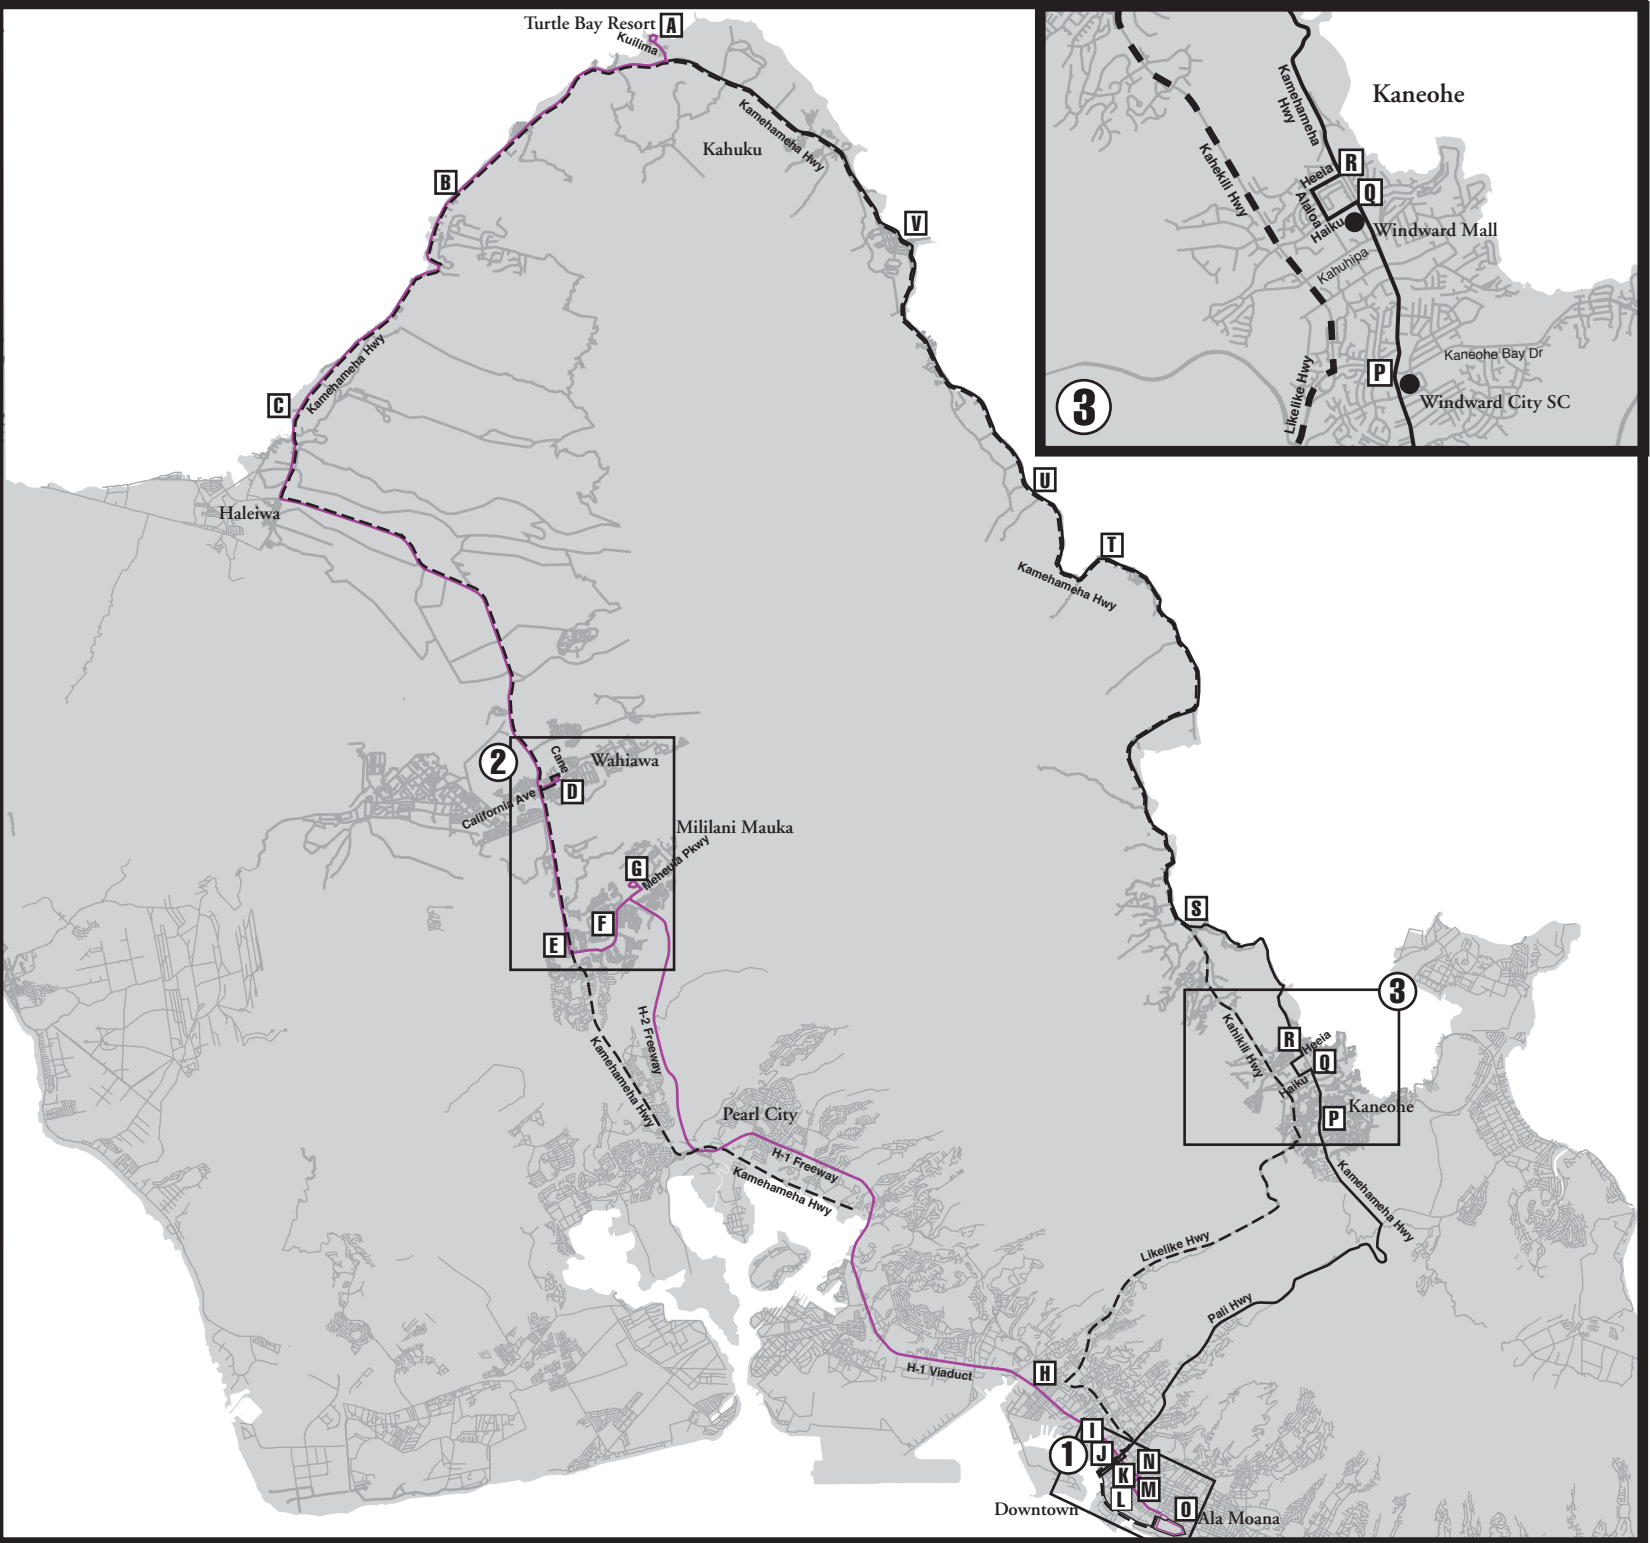 Turtle Bay Resort
A
Kuilima
Kamehameha Hwy
Kahuku
B
V
Kamehameha Hwy
C
Haleiwa
U
T
Kamehameha Hwy
2
Cane
Wahiawa
D
California Ave
Mililani Mauka
G
Meheula Pkwy
F
E
S
H-2 Freeway
Kamehameha Hwy
3
Kahikili Hwy
R
Heeia
Q
Haiku
P
Kaneohe
Pearl City
H-1 Freeway
Kamehameha Hwy
Kamehameha Hwy
Likelike Hwy
Pali Hwy
H-1 Viaduct
H
I
1
J
N
K
M
L
O
Downtown
Ala Moana
Kaneohe
Kamehameha
Hwy
Kahekili Hwy
R
Heeia
Q
Alaloa
Haiku
Windward Mall
Kahuhipa
Kaneohe Bay Dr
P
Likelike Hwy
Windward City SC
3